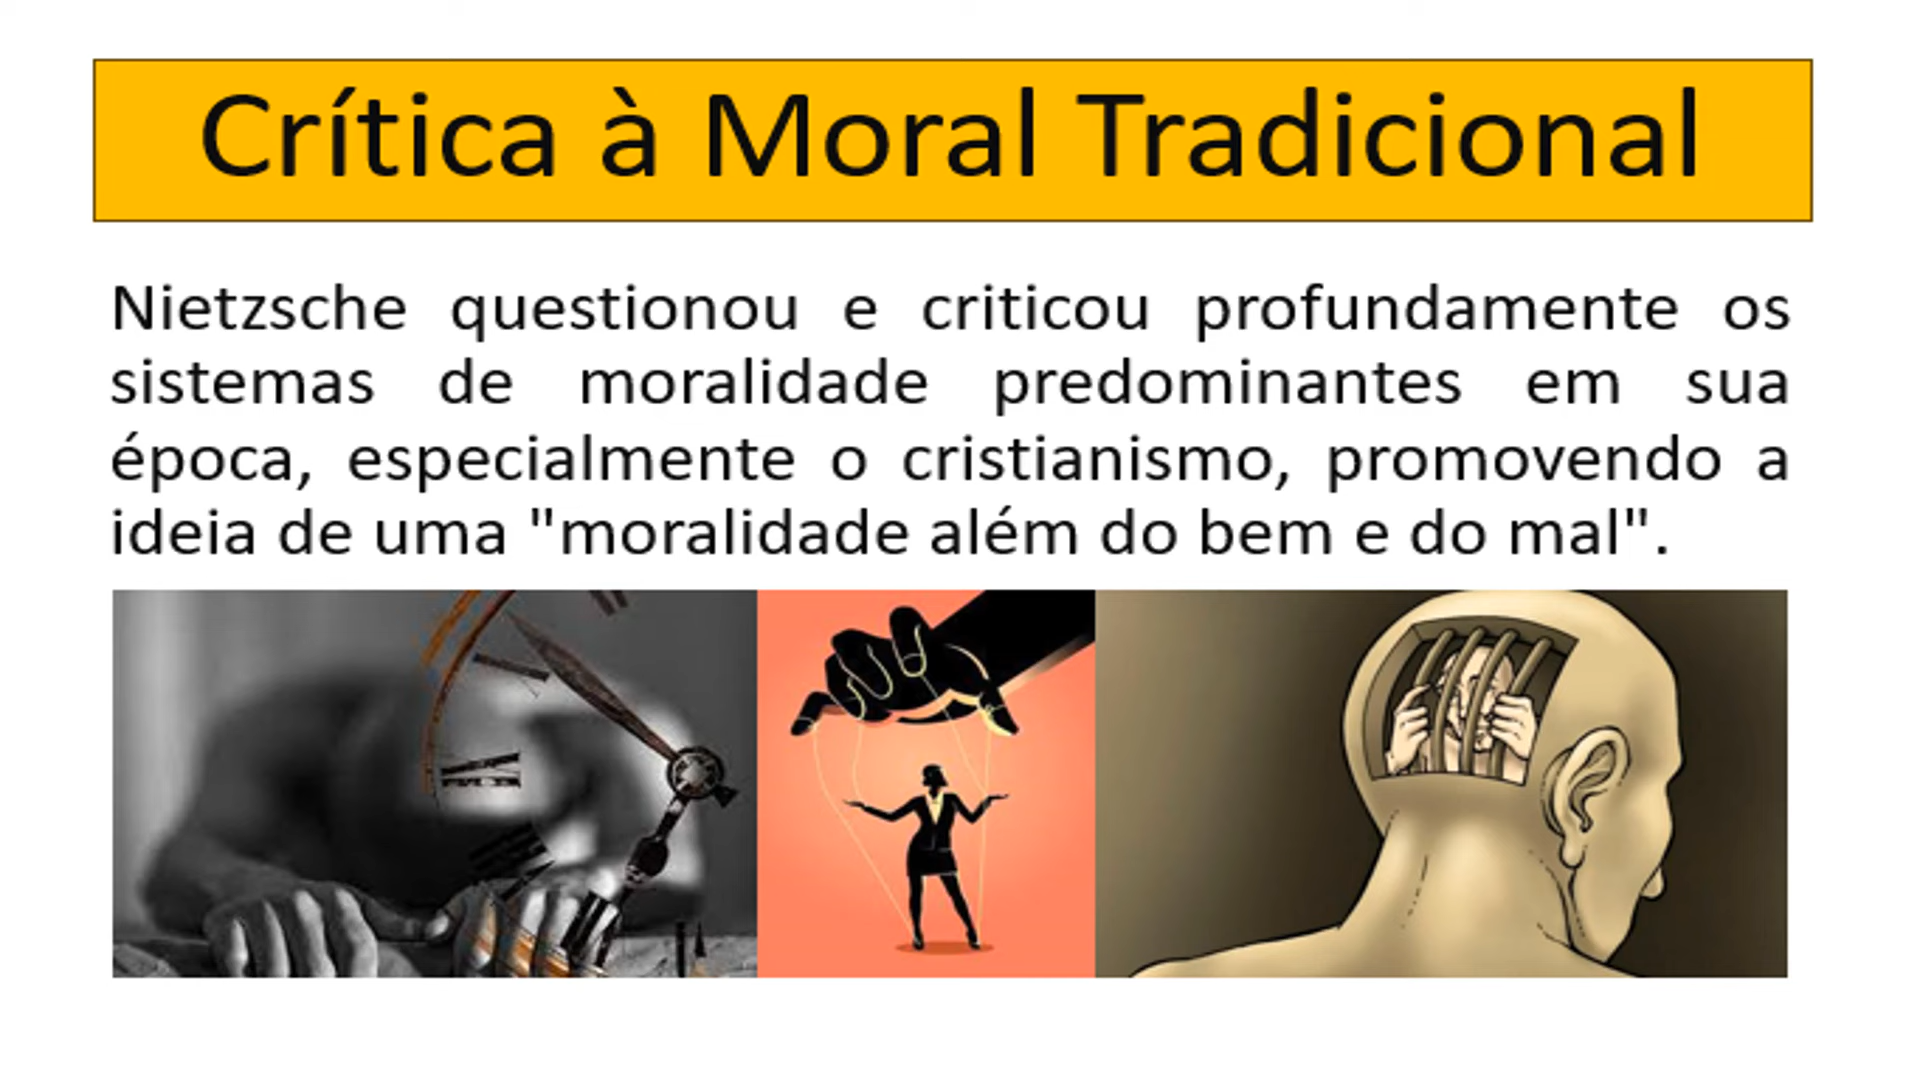 Crítica à Moral Tradicional
Nietzsche questionou e criticou profundamente os
sistemas de moralidade predominantes em sua
época, especialmente o cristianismo, promovendo a
ideia de uma "moralidade além do bem e do mal".